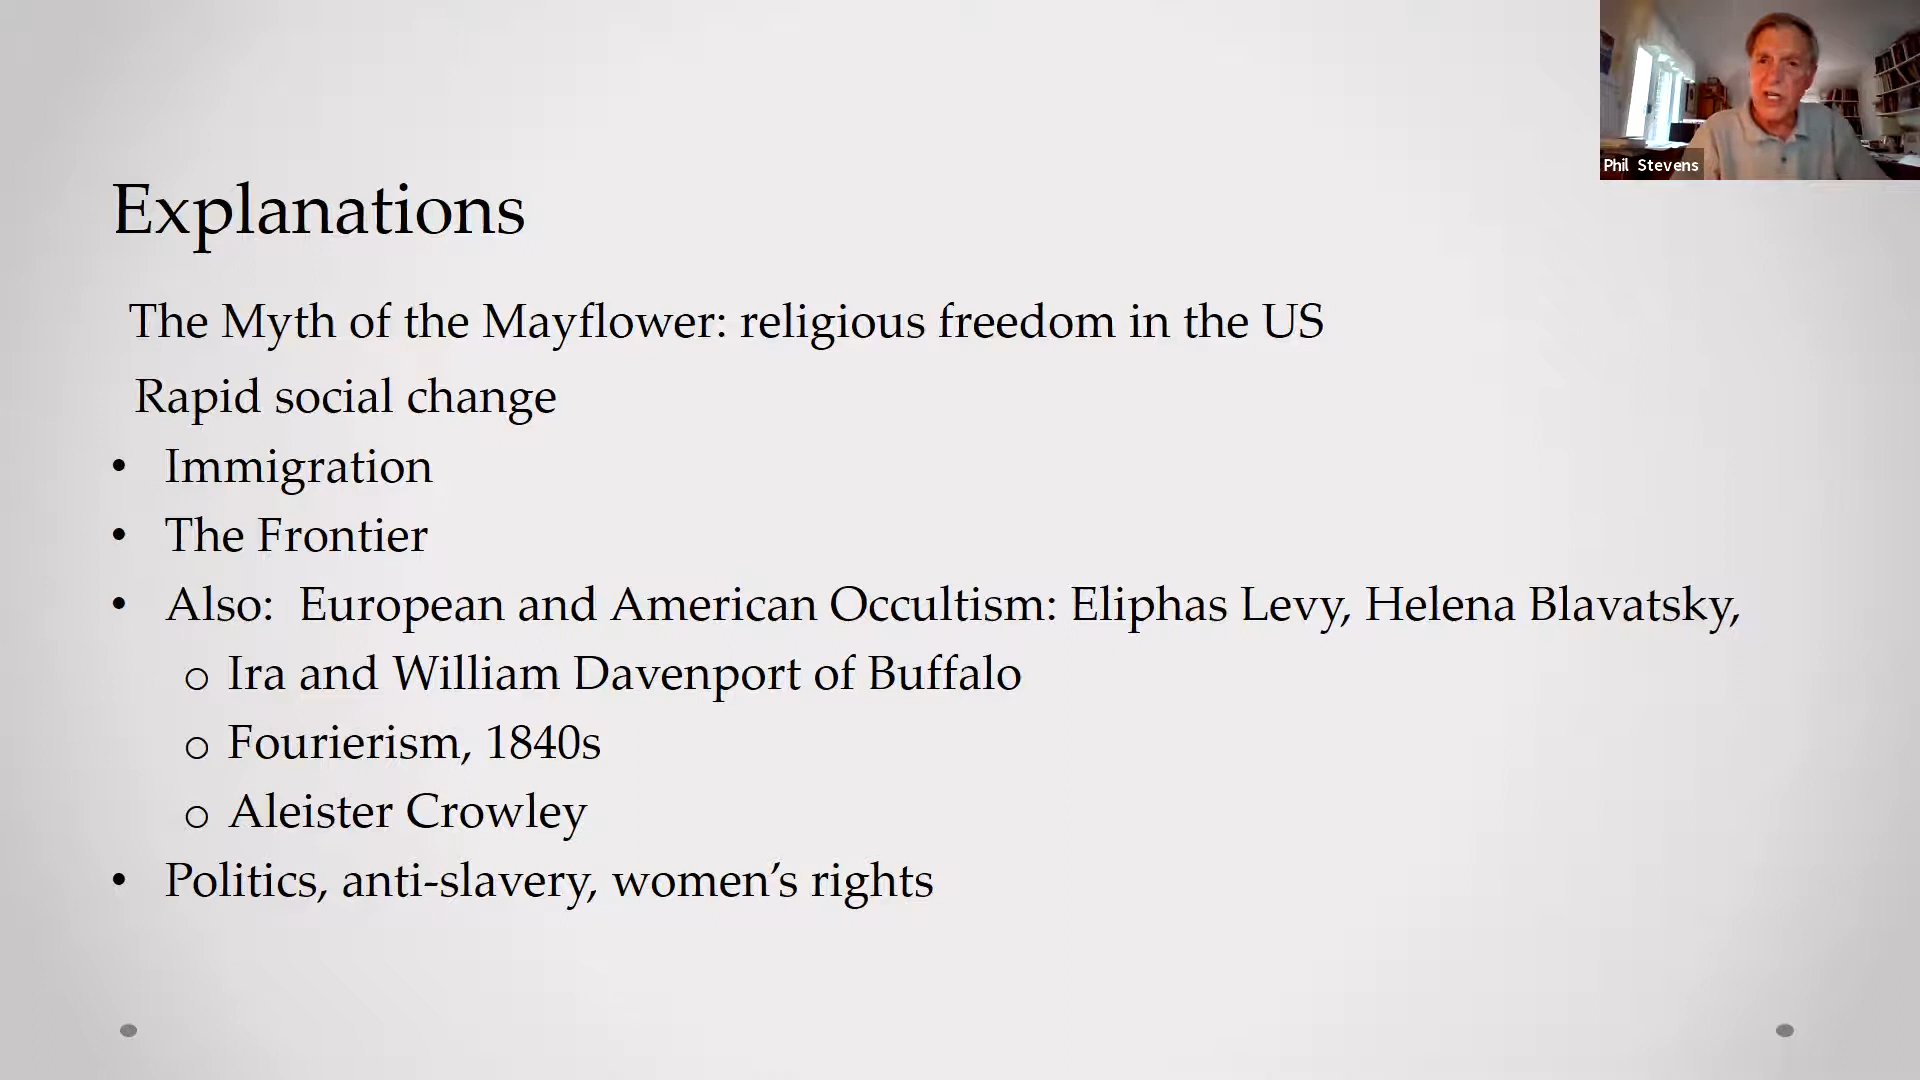 Phil Stevens
Explanations
The Myth of the Mayflower: religious freedom in the US
Rapid social change
• Immigration
• The Frontier
• Also: European and American Occultism: Eliphas Levy, Helena Blavatsky,
o Ira and William Davenport of Buffalo
o Fourierism, 1840s
o Aleister Crowley
• Politics, anti-slavery, women’s rights